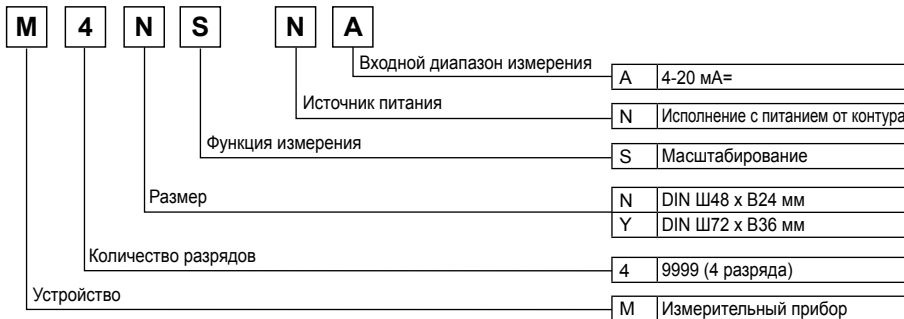 M 4 N S N A
Входной диапазон измерения
A 4-20 мА=
Источник питания
N Исполнение с питанием от контура
Функция измерения
S Масштабирование
Размер
N DIN Ш48 x В24 мм
Y DIN Ш72 x В36 мм
Количество разрядов
4 9999 (4 разряда)
Устройство
M Измерительный прибор